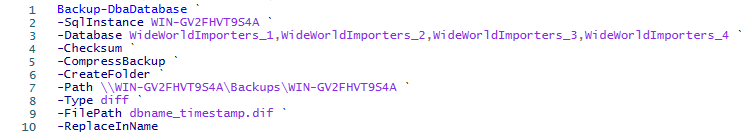 1 Backup-DbaDatabase `
2 -SqlInstance WIN-GV2FHVT9S4A `
3 -Database WideWorldImporters_1,WideWorldImporters_2,WideWorldImporters_3,WideWorldImporters_4 `
4 -Checksum `
5 -CompressBackup `
6 -CreateFolder `
7 -Path \\WIN-GV2FHVT9S4A\Backups\WIN-GV2FHVT9S4A `
8 -Type diff `
9 -FilePath dbname_timestamp.dif `
10 -ReplaceInName